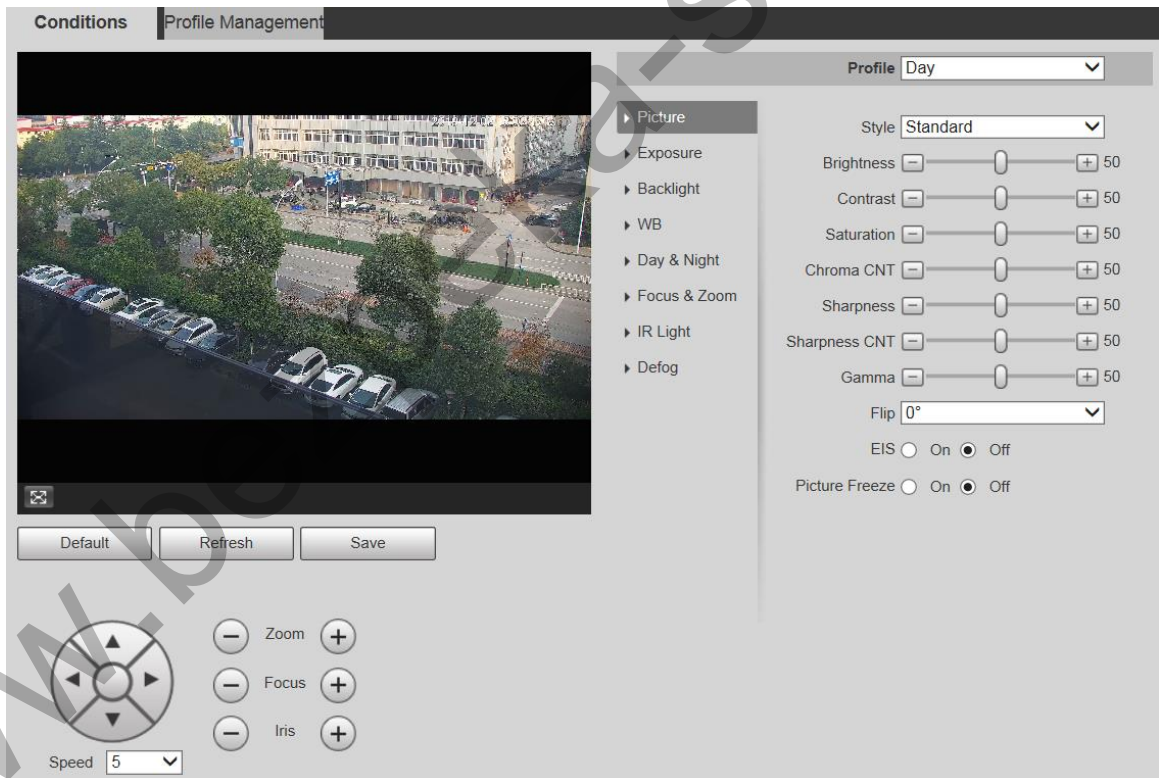 Conditions
Profile Management
Profile Day
Picture
Exposure
Backlight
WB
Day & Night
Focus & Zoom
IR Light
Defog
Style Standard
Brightness 50
Contrast 50
Saturation 50
Chroma CNT 50
Sharpness 50
Sharpness CNT 50
Gamma 50
Flip 0°
EIS On Off
Picture Freeze On Off
Default
Refresh
Save
Zoom
Focus
Iris
Speed 5